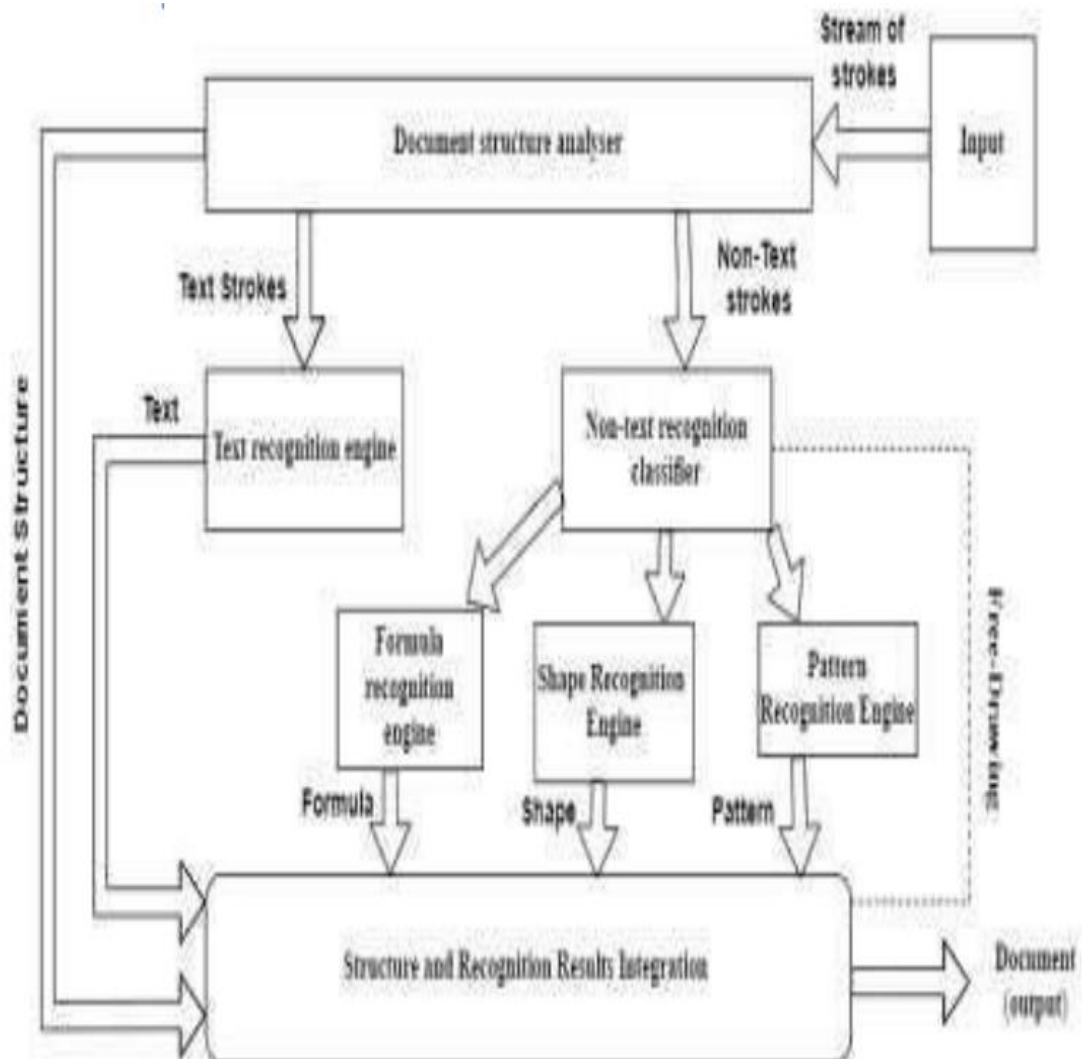 Stream of
strokes
Document structure analyser
Input
Text Strokes
Non-Text
strokes
Document Structure
Text
Text recognition engine
Non-text recognition
classifier
Free-Drawing
Formula
recognition
engine
Shape Recognition
Engine
Pattern
Recognition Engine
Formula
Shape
Pattern
Structure and Recognition Results Integration
Document
(ourput)